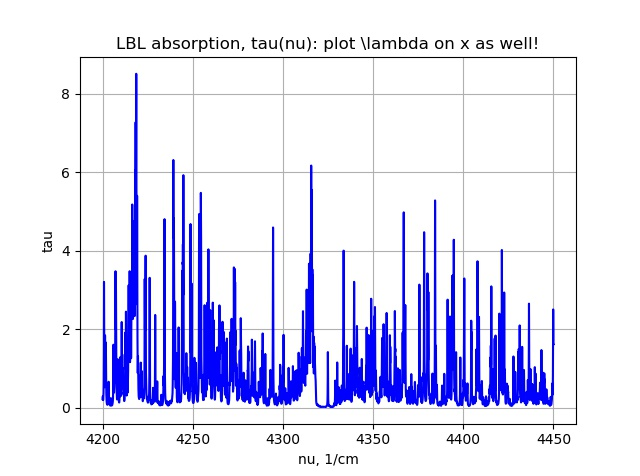 LBL absorption, tau(nu): plot \lambda on x as well!
8
6
4
2
0
tau
4200 4250 4300 4350 4400 4450
nu, 1/cm